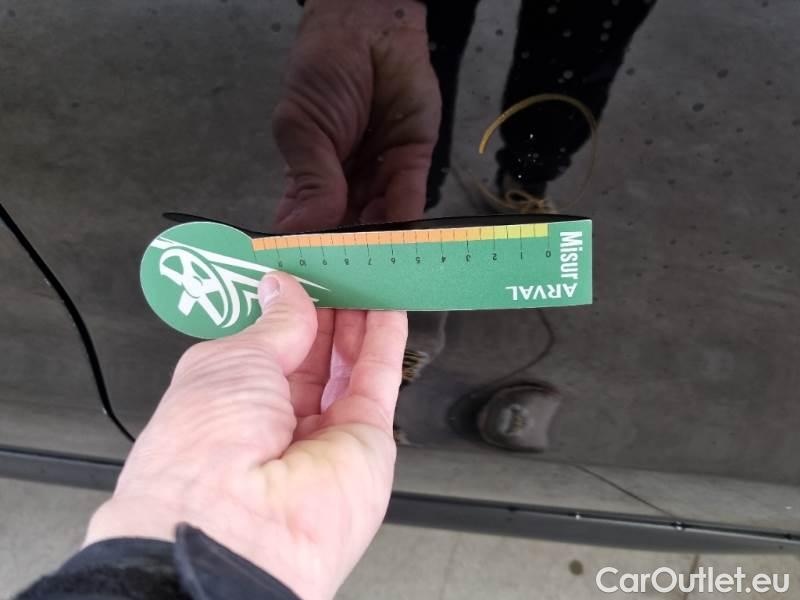 Misur
ARVAL
0 1 2 3 4 5 6 7 8 9 10
CarOutlet.eu